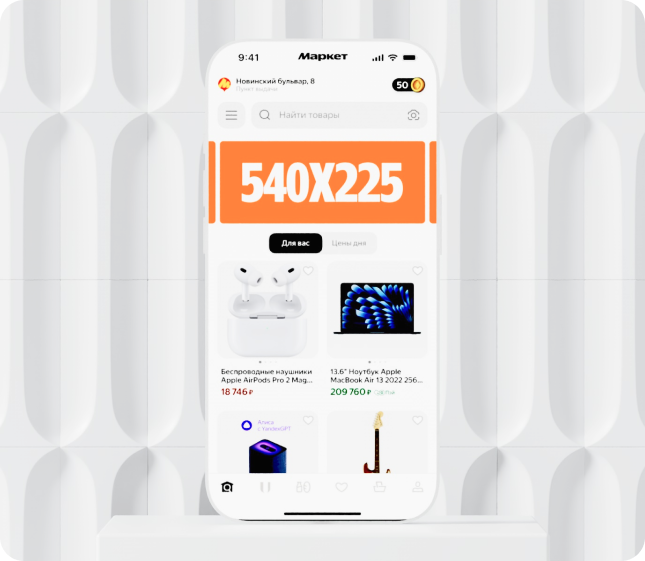 9:41
Маркет
Новинский бульвар, 8
Пункт выдачи
50
Найти товары
540X225
Для вас
Цены дня
Беспроводные наушники
Apple AirPods Pro 2 Mag...
18 746 ₽
13.6" Ноутбук Apple
MacBook Air 13 2022 256...
209 760 ₽
Алиса
с YandexGPT